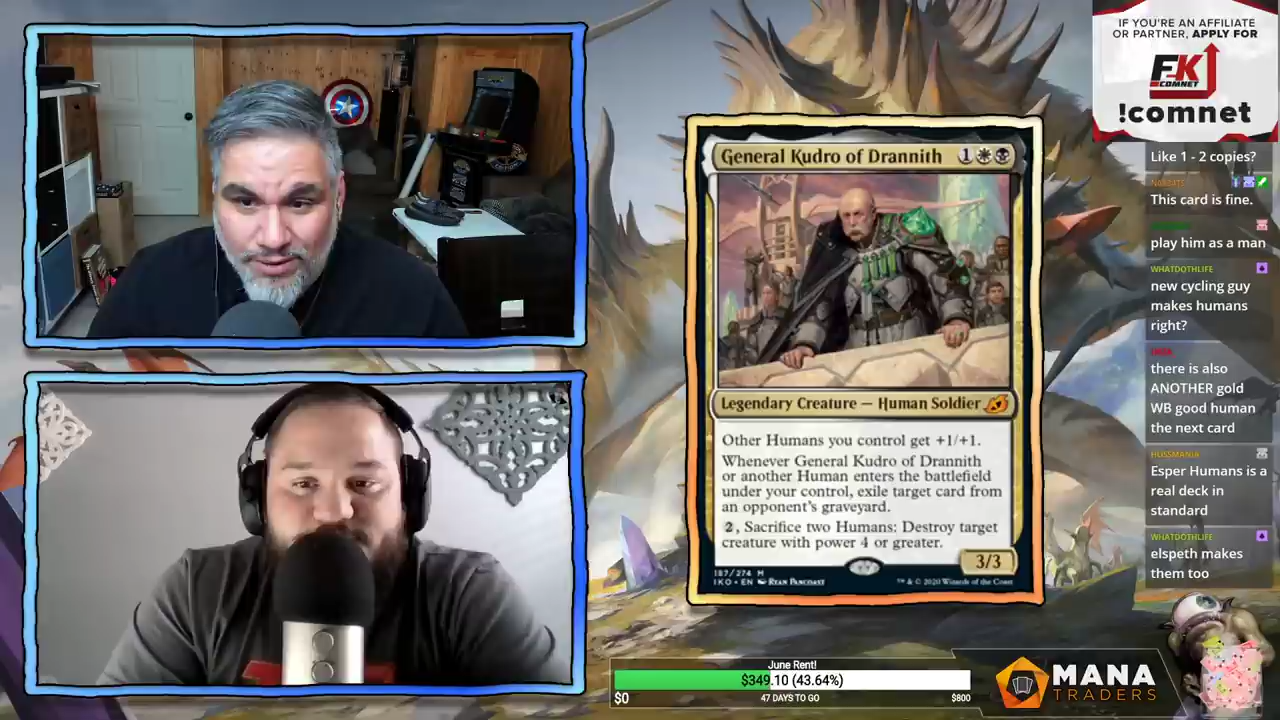 General Kudro of Drannith 1
Legendary Creature — Human Soldier
Other Humans you control get +1/+1.
Whenever General Kudro of Drannith
or another Human enters the battlefield
under your control, exile target card from
an opponent's graveyard.
2, Sacrifice two Humans: Destroy target
creature with power 4 or greater.
3/3
187/274 M
IKO • EN RYAN PANCOAST
™ & © 2020 Wizards of the Coast
IF YOU'RE AN AFFILIATE
OR PARTNER, APPLY FOR
FK
COMNET
!comnet
Like 1 - 2 copies?
This card is fine.
play him as a man
WHATDOTHLIFE
new cycling guy
makes humans
right?
there is also
ANOTHER gold
WB good human
the next card
HUSSMANIA
Esper Humans is a
real deck in
standard
WHATDOTHLIFE
elspeth makes
them too
June Rent!
$349.10 (43.64%)
$0
47 DAYS TO GO
$800
MANA
TRADERS